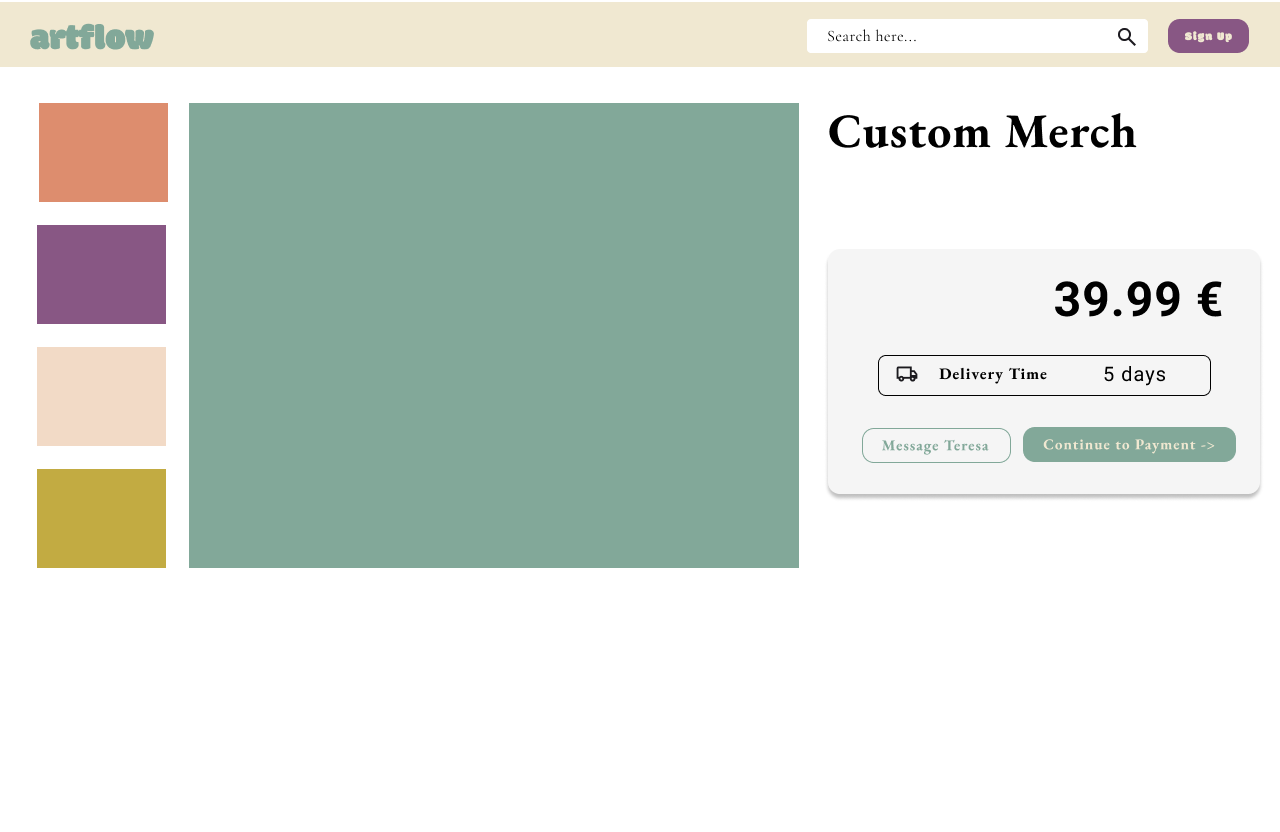 artflow
Search here...
Sign Up
Custom Merch
39.99 €
Delivery Time 5 days
Message Teresa
Continue to Payment ->